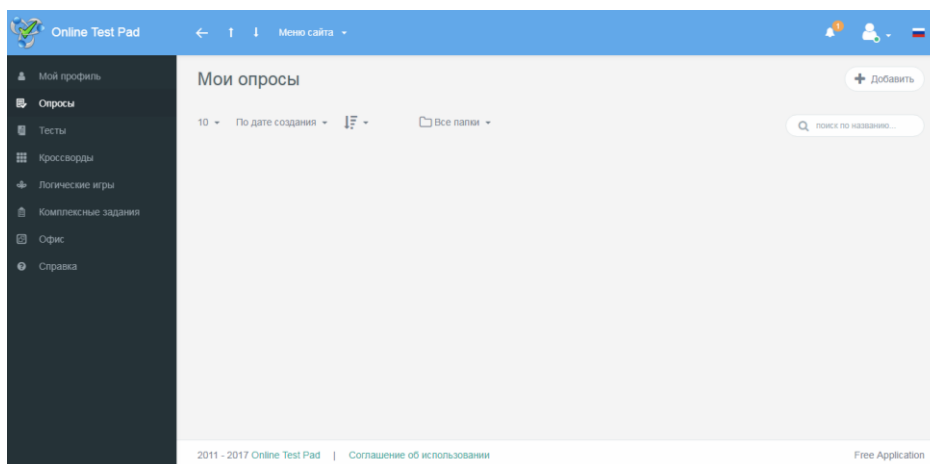 Online Test Pad
Меню сайта
1
Мой профиль
Опросы
Тесты
Кроссворды
Логические игры
Комплексные задания
Офис
Справка
Мои опросы
Добавить
10 По дате создания Все папки
поиск по названию...
2011 - 2017 Online Test Pad | Соглашение об использовании
Free Application